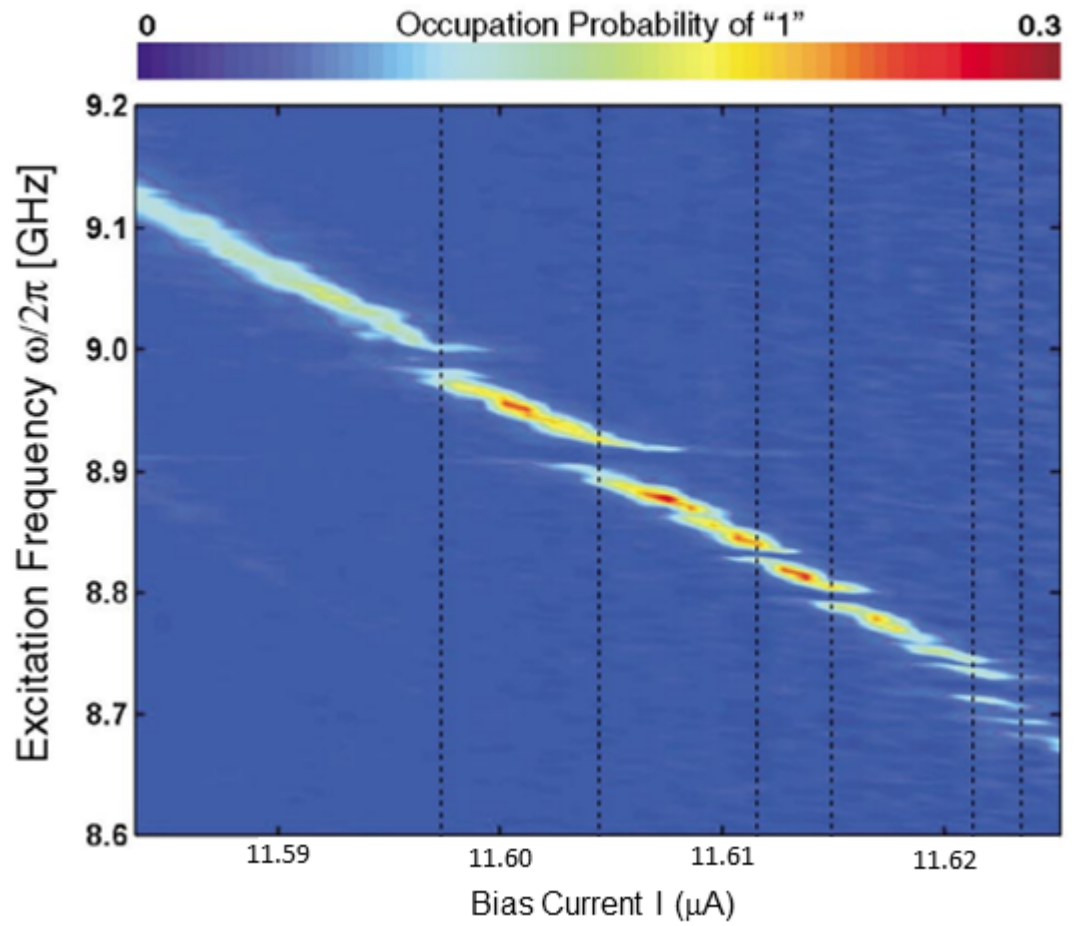 0 Occupation Probability of “1” 0.3
9.2
9.1
9.0
8.9
8.8
8.7
8.6
Excitation Frequency ω/2π [GHz]
11.59 11.60 11.61 11.62
Bias Current I (μA)